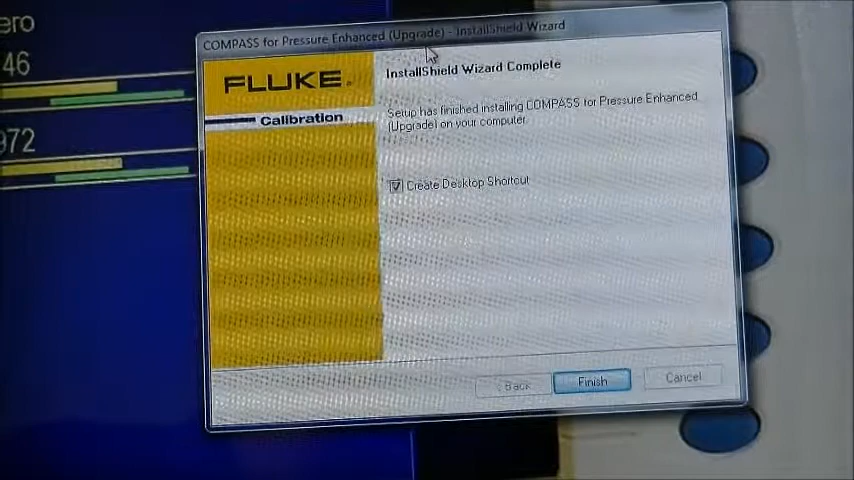 ero
46
972
COMPASS for Pressure Enhanced (Upgrade) - InstallShield Wizard
FLUKE
Calibration
InstallShield Wizard Complete
Setup has finished installing COMPASS for Pressure Enhanced
(Upgrade) on your computer.
Create Desktop Shortcut
< Back
Finish
Cancel